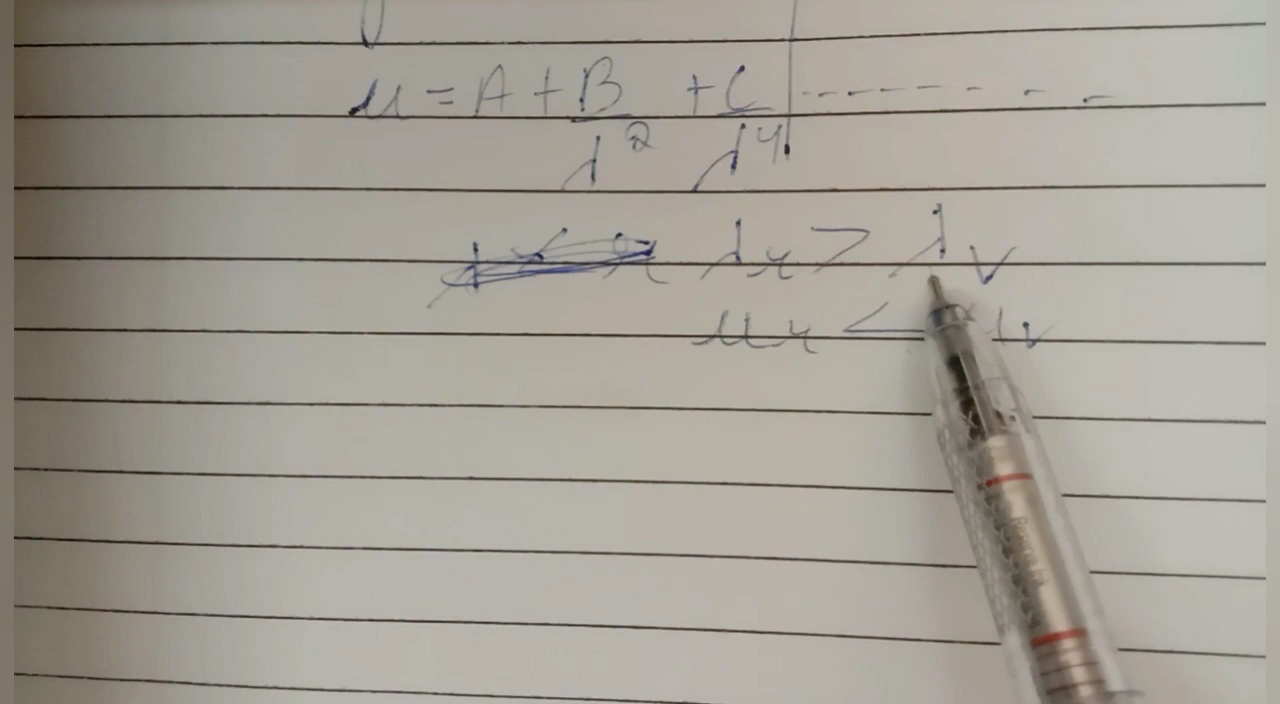 μ = A + B/λ² + C/λ⁴ - - - - - - - -
λr > λv
μr < μv